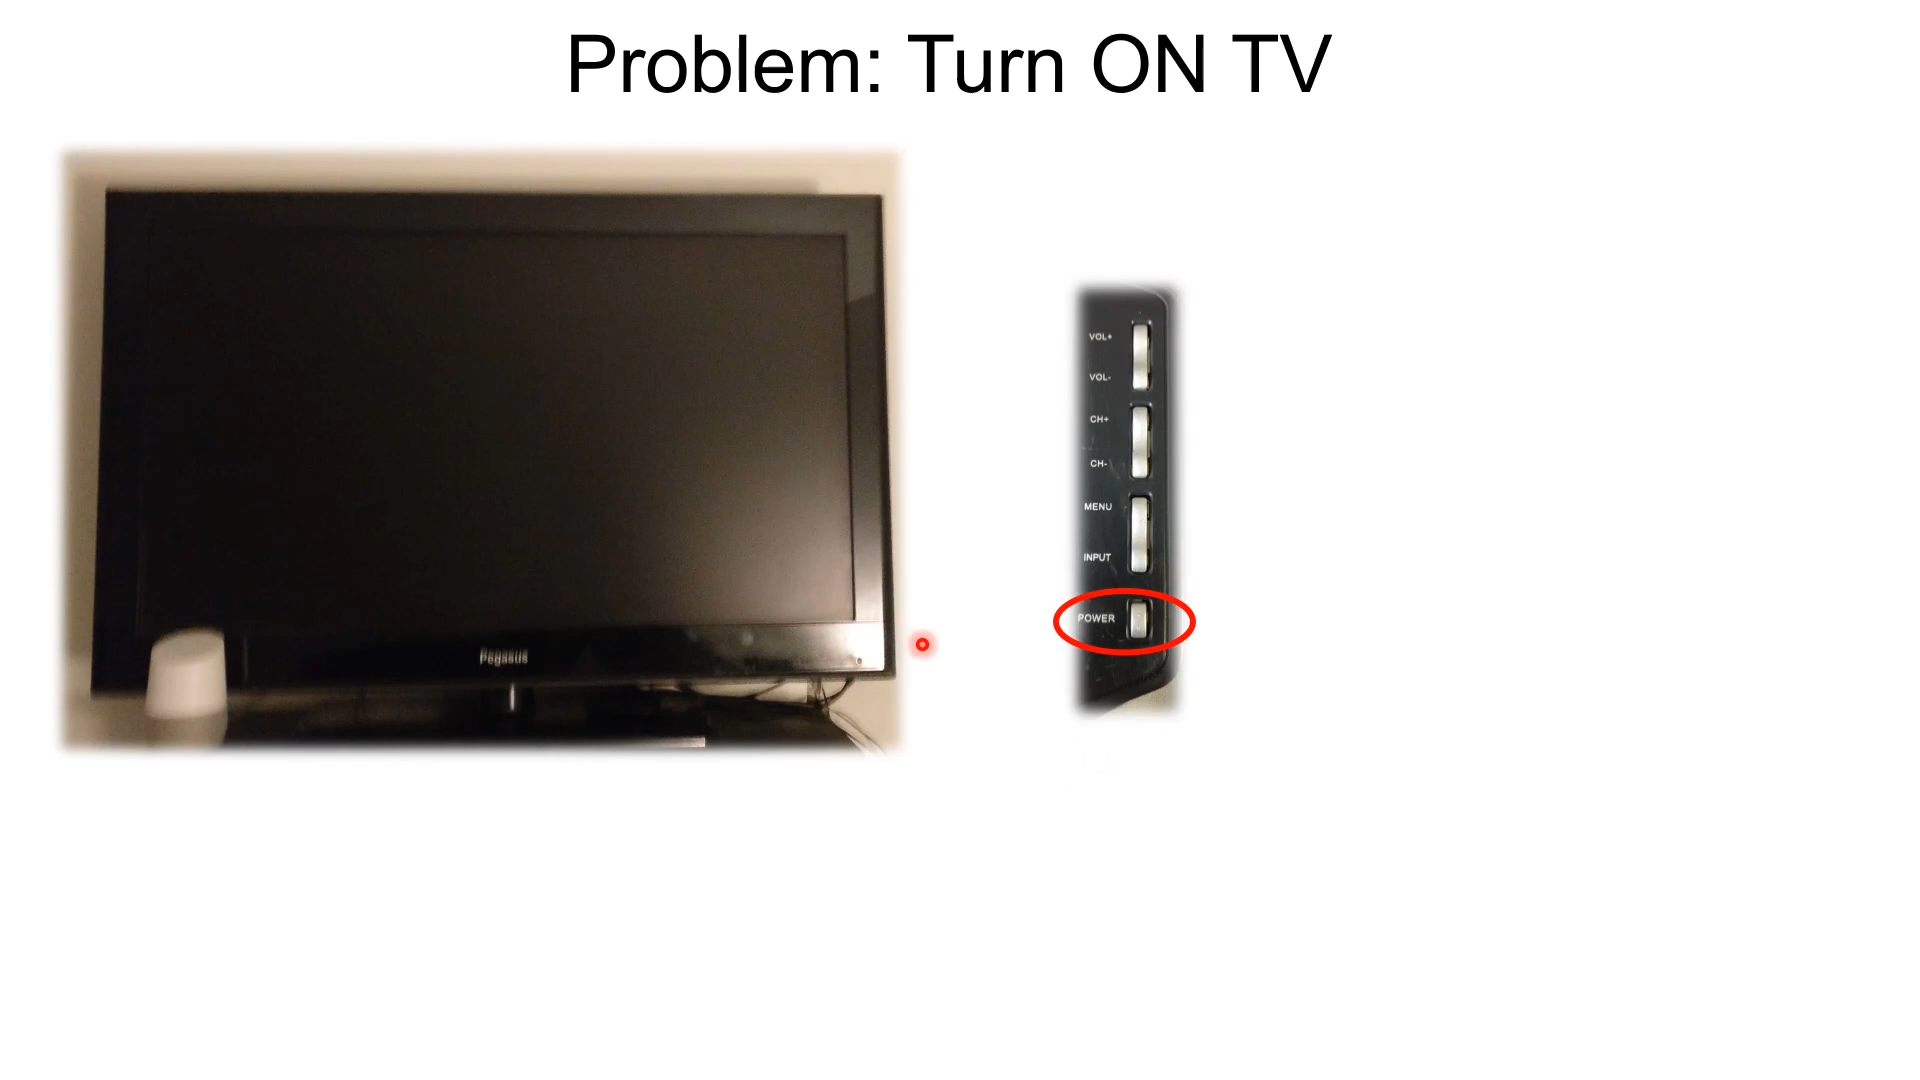 Problem: Turn ON TV
Pegasus
VOL+
VOL-
CH+
CH-
MENU
INPUT
POWER